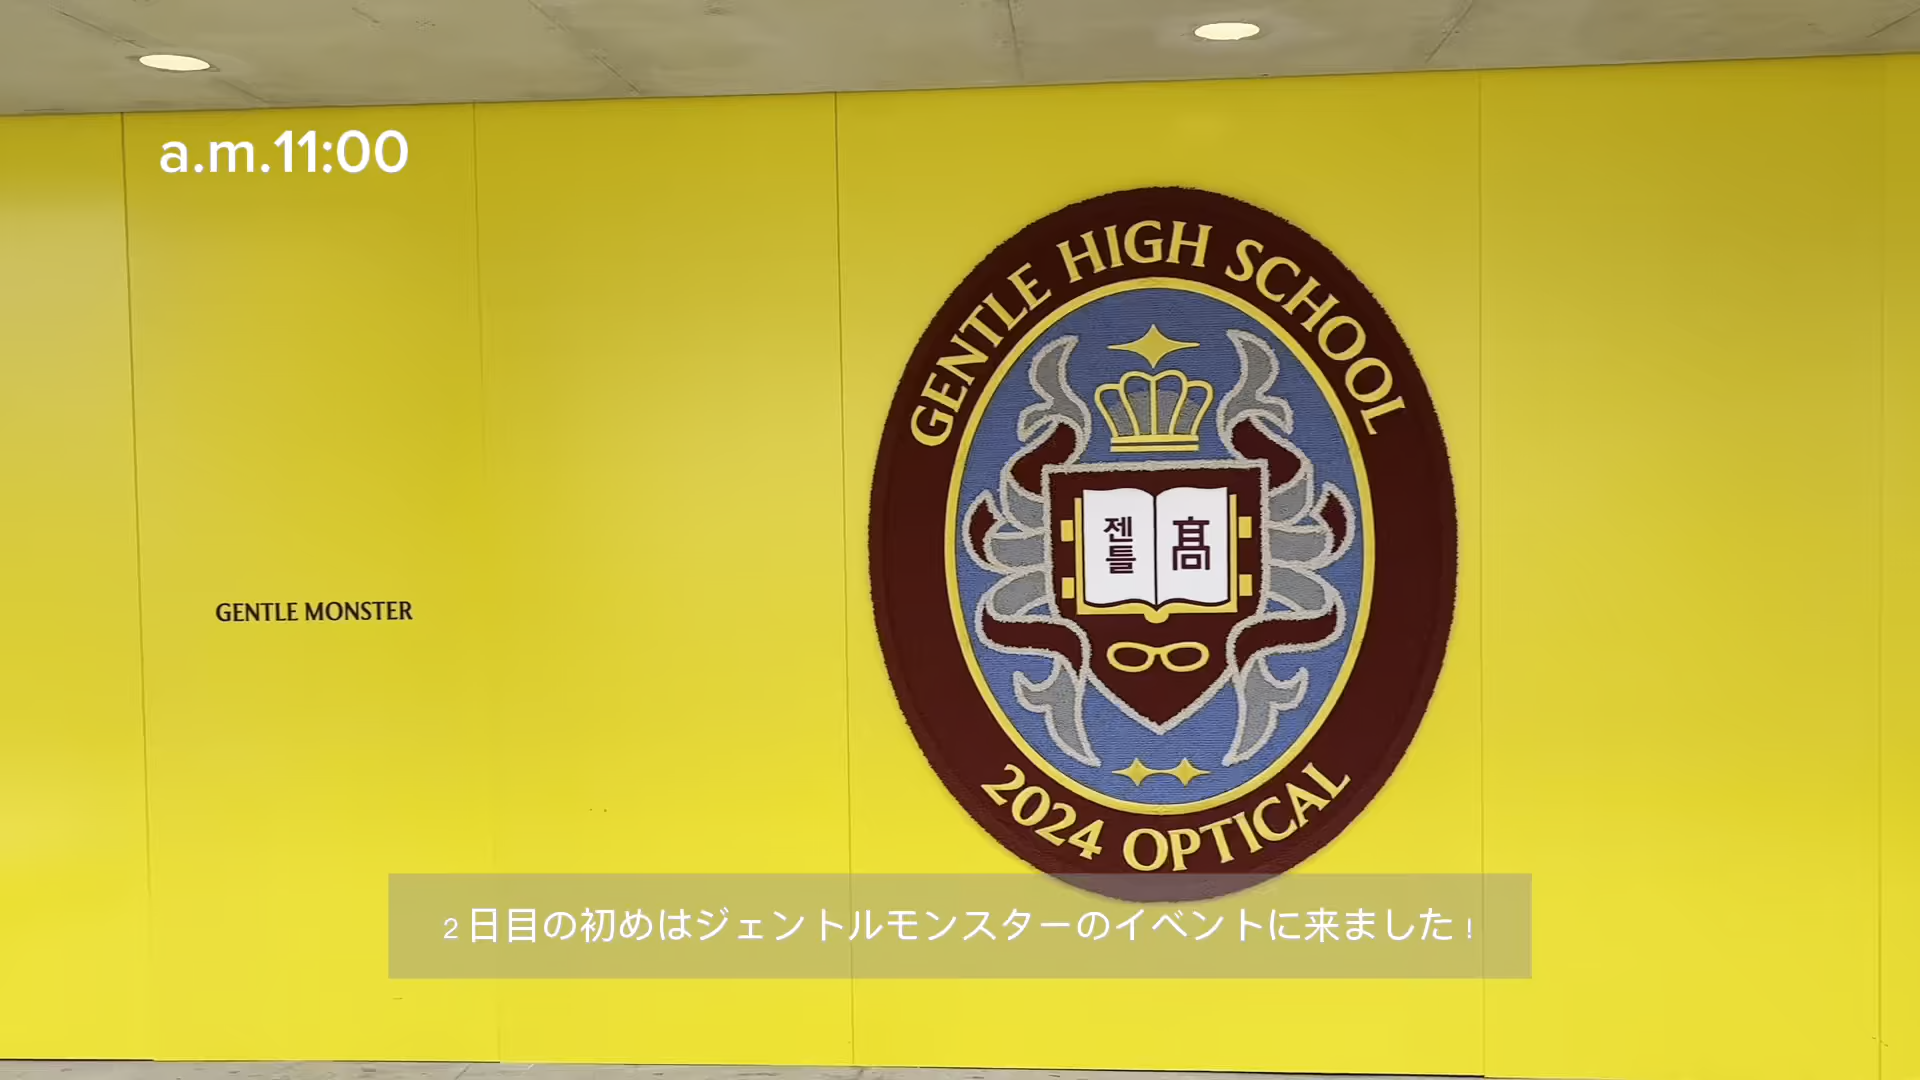 a.m.11:00
GENTLE HIGH SCHOOL
젠틀
高
GENTLE MONSTER
2024 OPTICAL
2日目の初めはジェントルモンスターのイベントに来ました!